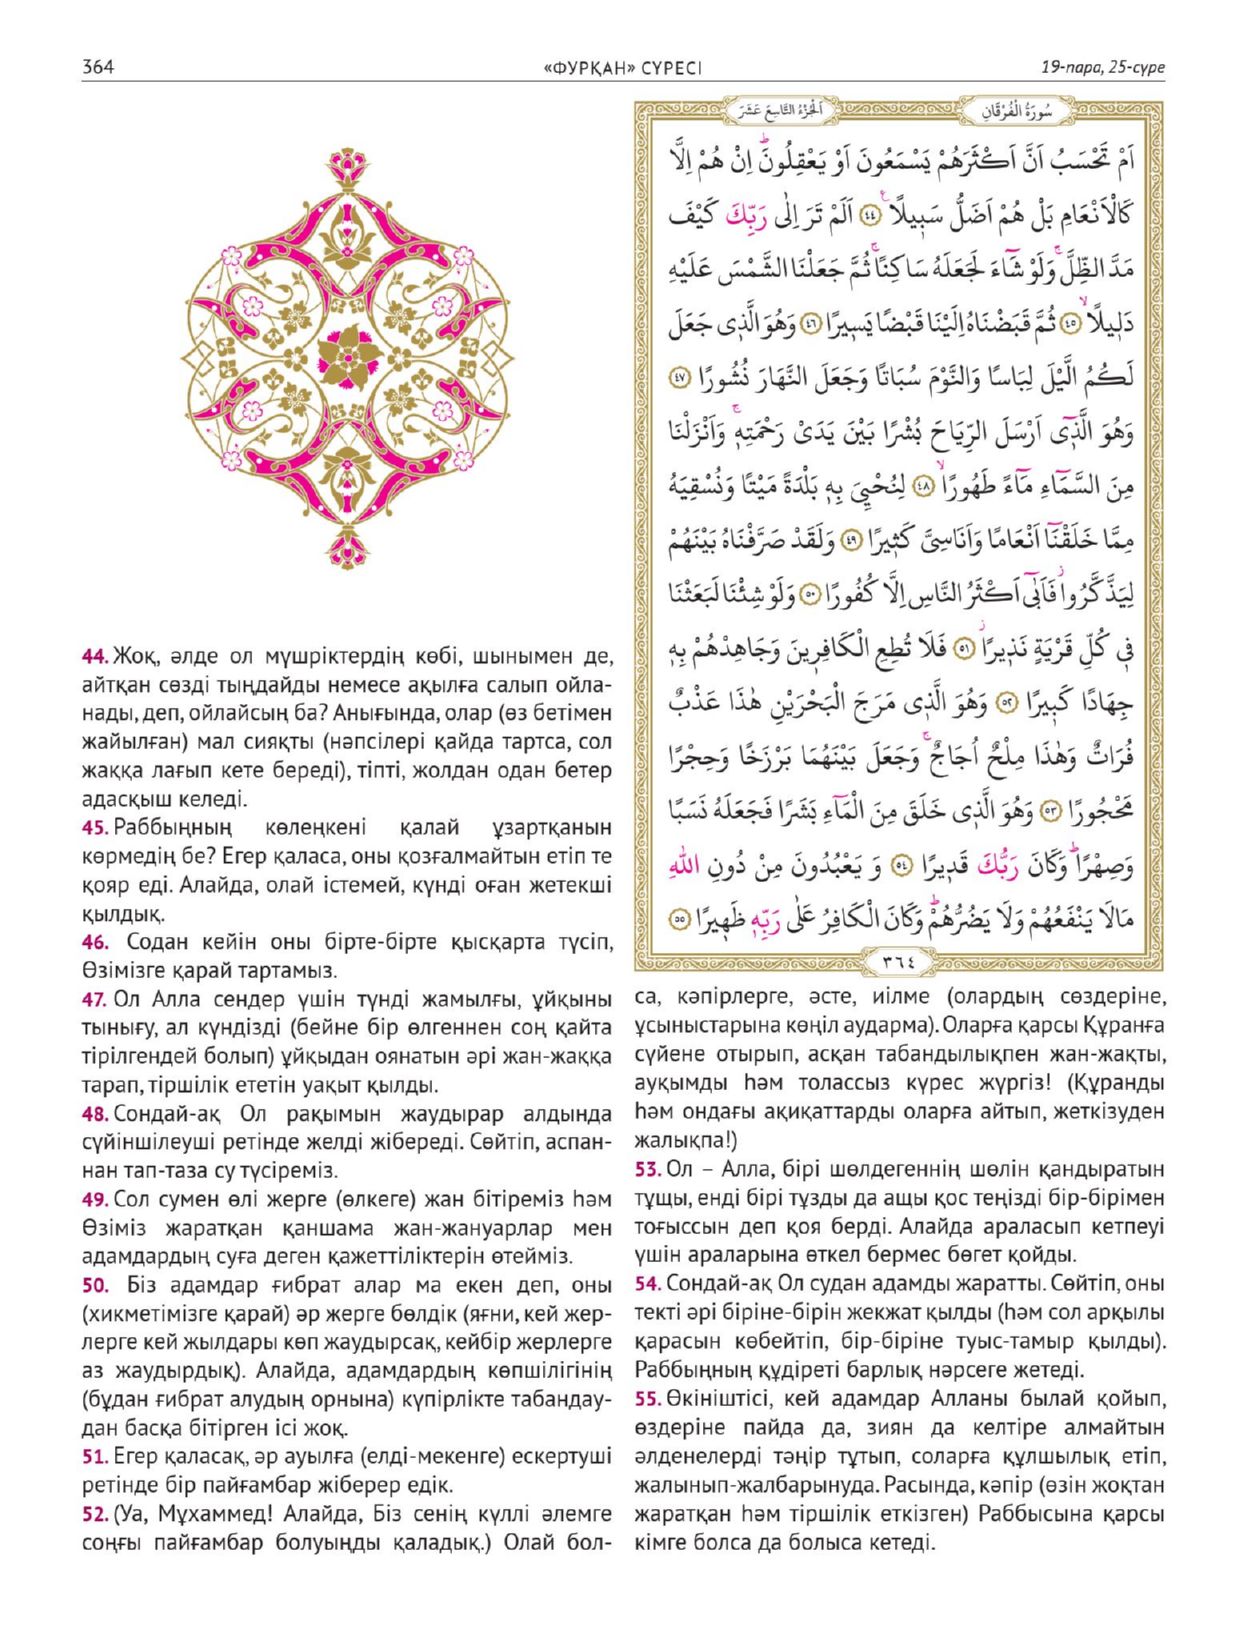 364
«ФУРҚАН» СҮРЕСІ
19-пара, 25-сүре
اَلْجُزْءُ التَّاسِعَ عَشَرَ
سُورَةُ الْفُرْقَانِ
اَمْ تَحْسَبُ اَنَّ اَكْثَرَهُمْ يَسْمَعُونَ اَوْ يَعْقِلُونَۜ اِنْ هُمْ اِلَّا
كَالْاَنْعَامِ بَلْ هُمْ اَضَلُّ سَبٖيلًاۚ ﴿٤٤﴾ اَلَمْ تَرَ اِلٰى رَبِّكَ كَيْفَ
مَدَّ الظِّلَّۚ وَلَوْ شَٓاءَ لَجَعَلَهُ سَاكِنًاۚ ثُمَّ جَعَلْنَا الشَّمْسَ عَلَيْهِ
دَلٖيلًاۙ ﴿٤٥﴾ ثُمَّ قَبَضْنَاهُ اِلَيْنَا قَبْضًا يَسٖيرًا ﴿٤٦﴾ وَهُوَ الَّذٖى جَعَلَ
لَكُمُ الَّيْلَ لِبَاسًا وَالنَّوْمَ سُبَاتًا وَجَعَلَ النَّهَارَ نُشُورًا ﴿٤٧﴾
وَهُوَ الَّذٖٓى اَرْسَلَ الرِّيَاحَ بُشْرًا بَيْنَ يَدَىْ رَحْمَتِهٖۚ وَاَنْزَلْنَا
مِنَ السَّمَٓاءِ مَٓاءً طَهُورًاۙ ﴿٤٨﴾ لِنُحْيِىَ بِهٖ بَلْدَةً مَيْتًا وَنُسْقِيَهُ
مِمَّا خَلَقْنَٓا اَنْعَامًا وَاَنَاسِىَّ كَثٖيرًا ﴿٤٩﴾ وَلَقَدْ صَرَّفْنَاهُ بَيْنَهُمْ
لِيَذَّكَّرُواؗ فَاَبٰٓى اَكْثَرُ النَّاسِ اِلَّا كُفُورًا ﴿٥٠﴾ وَلَوْ شِئْنَا لَبَعَثْنَا
فٖى كُلِّ قَرْيَةٍ نَذٖيرًاؗ ﴿٥١﴾ فَلَا تُطِعِ الْكَافِرٖينَ وَجَاهِدْهُمْ بِهٖ
جِهَادًا كَبٖيرًا ﴿٥٢﴾ وَهُوَ الَّذٖى مَرَجَ الْبَحْرَيْنِ هٰذَا عَذْبٌ
فُرَاتٌ وَهٰذَا مِلْحٌ اُجَاجٌۚ وَجَعَلَ بَيْنَهُمَا بَرْزَخًا وَحِجْرًا
مَحْجُورًا ﴿٥٣﴾ وَهُوَ الَّذٖى خَلَقَ مِنَ الْمَٓاءِ بَشَرًا فَجَعَلَهُ نَسَبًا
وَصِهْرًاۜ وَكَانَ رَبُّكَ قَدٖيرًا ﴿٥٤﴾ وَ يَعْبُدُونَ مِنْ دُونِ اللّٰهِ
مَالَا يَنْفَعُهُمْ وَلَا يَضُرُّهُمْۜ وَكَانَ الْكَافِرُ عَلٰى رَبِّهٖ ظَهٖيرًا ﴿٥٥﴾
٣٦٤
44. Жоқ, әлде ол мүшріктердің көбі, шынымен де,
айтқан сөзді тыңдайды немесе ақылға салып ойла-
нады, деп, ойлайсың ба? Анығында, олар (өз бетімен
жайылған) мал сияқты (нәпсілері қайда тартса, сол
жаққа лағып кете береді), тіпті, жолдан одан бетер
адасқыш келеді.
45. Раббыңның көлеңкені қалай ұзартқанын
көрмедің бе? Егер қаласа, оны қозғалмайтын етіп те
қояр еді. Алайда, олай істемей, күнді оған жетекші
қылдық.
46. Содан кейін оны бірте-бірте қысқарта түсіп,
Өзімізге қарай тартамыз.
47. Ол Алла сендер үшін түнді жамылғы, ұйқыны
тынығу, ал күндізді (бейне бір өлгеннен соң қайта
тірілгендей болып) ұйқыдан оянатын әрі жан-жаққа
тарап, тіршілік ететін уақыт қылды.
48. Сондай-ақ Ол рақымын жаудырар алдында
сүйіншілеуші ретінде желді жібереді. Сөйтіп, аспан-
нан тап-таза су түсіреміз.
49. Сол сумен өлі жерге (өлкеге) жан бітіреміз һәм
Өзіміз жаратқан қаншама жан-жануарлар мен
адамдардың суға деген қажеттіліктерін өтейміз.
50. Біз адамдар ғибрат алар ма екен деп, оны
(хикметімізге қарай) әр жерге бөлдік (яғни, кей жер-
лерге кей жылдары көп жаудырсақ, кейбір жерлерге
аз жаудырдық). Алайда, адамдардың көпшілігінің
(бұдан ғибрат алудың орнына) күпірлікте табандау-
дан басқа бітірген ісі жоқ.
51. Егер қаласақ, әр ауылға (елді-мекенге) ескертуші
ретінде бір пайғамбар жіберер едік.
52. (Уа, Мұхаммед! Алайда, Біз сенің күллі әлемге
соңғы пайғамбар болуыңды қаладық.) Олай бол-
са, кәпірлерге, әсте, иілме (олардың сөздеріне,
ұсыныстарына көңіл аударма). Оларға қарсы Құранға
сүйене отырып, асқан табандылықпен жан-жақты,
ауқымды һәм толассыз күрес жүргіз! (Құранды
һәм ондағы ақиқаттарды оларға айтып, жеткізуден
жалықпа!)
53. Ол – Алла, бірі шөлдегеннің шөлін қандыратын
тұщы, енді бірі тұзды да ащы қос теңізді бір-бірімен
тоғыссын деп қоя берді. Алайда араласып кетпеуі
үшін араларына өткел бермес бөгет қойды.
54. Сондай-ақ Ол судан адамды жаратты. Сөйтіп, оны
текті әрі біріне-бірін жекжат қылды (һәм сол арқылы
қарасын көбейтіп, бір-біріне туыс-тамыр қылды).
Раббыңның құдіреті барлық нәрсеге жетеді.
55. Өкініштісі, кей адамдар Алланы былай қойып,
өздеріне пайда да, зиян да келтіре алмайтын
әлденелерді тәңір тұтып, соларға құлшылық етіп,
жалынып-жалбарынуда. Расында, кәпір (өзін жоқтан
жаратқан һәм тіршілік еткізген) Раббысына қарсы
кімге болса да болыса кетеді.